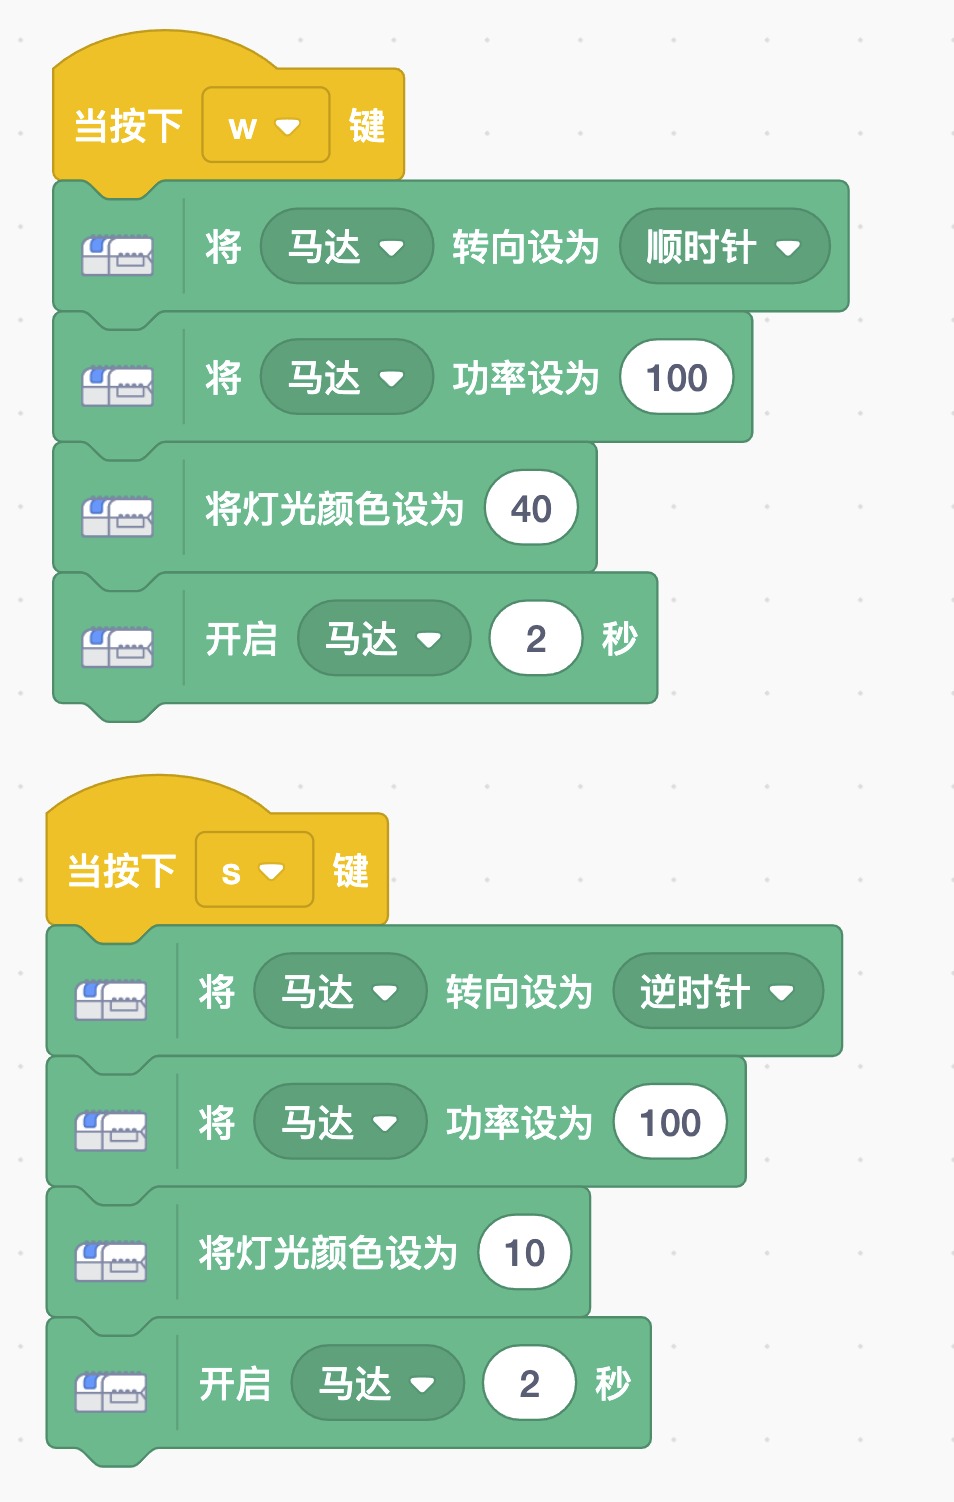 当按下 w 键
将 马达 转向设为 顺时针
将 马达 功率设为 100
将灯光颜色设为 40
开启 马达 2 秒
当按下 s 键
将 马达 转向设为 逆时针
将 马达 功率设为 100
将灯光颜色设为 10
开启 马达 2 秒